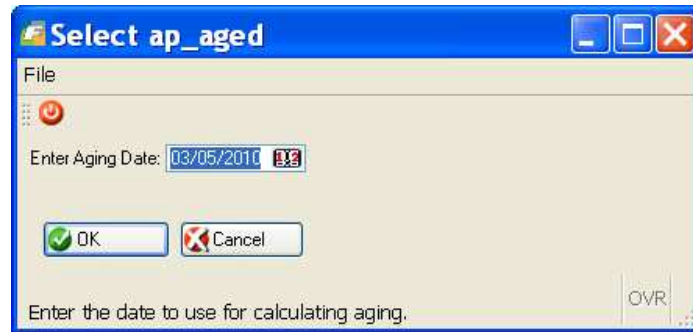 Select ap_aged
File
Enter Aging Date: 03/05/2010
OK Cancel
Enter the date to use for calculating aging. OVR